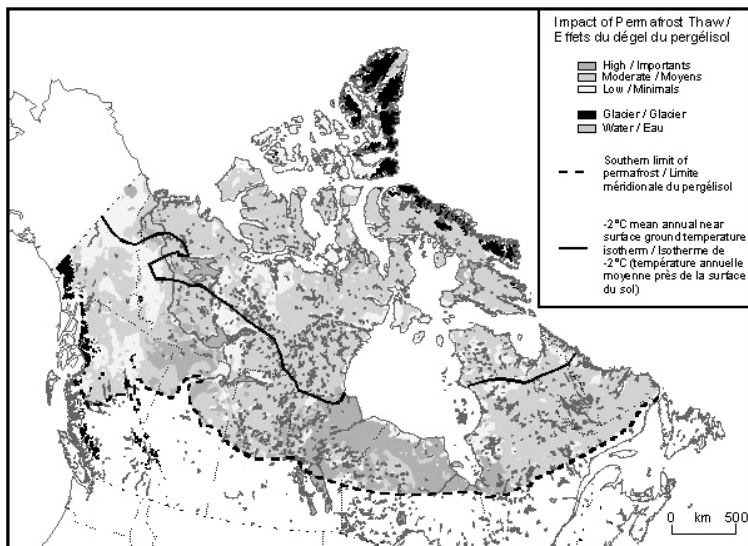 Impact of Permafrost Thaw /
Effets du dégel du pergélisol
High / Importants
Moderate / Moyens
Low / Minimals
Glacier / Glacier
Water / Eau
Southern limit of
permafrost / Limite
méridionale du pergélisol
-2°C mean annual near
surface ground temperature
isotherm / Isotherme de
-2°C (température annuelle
moyenne près de la surface
du sol)
0 km 500